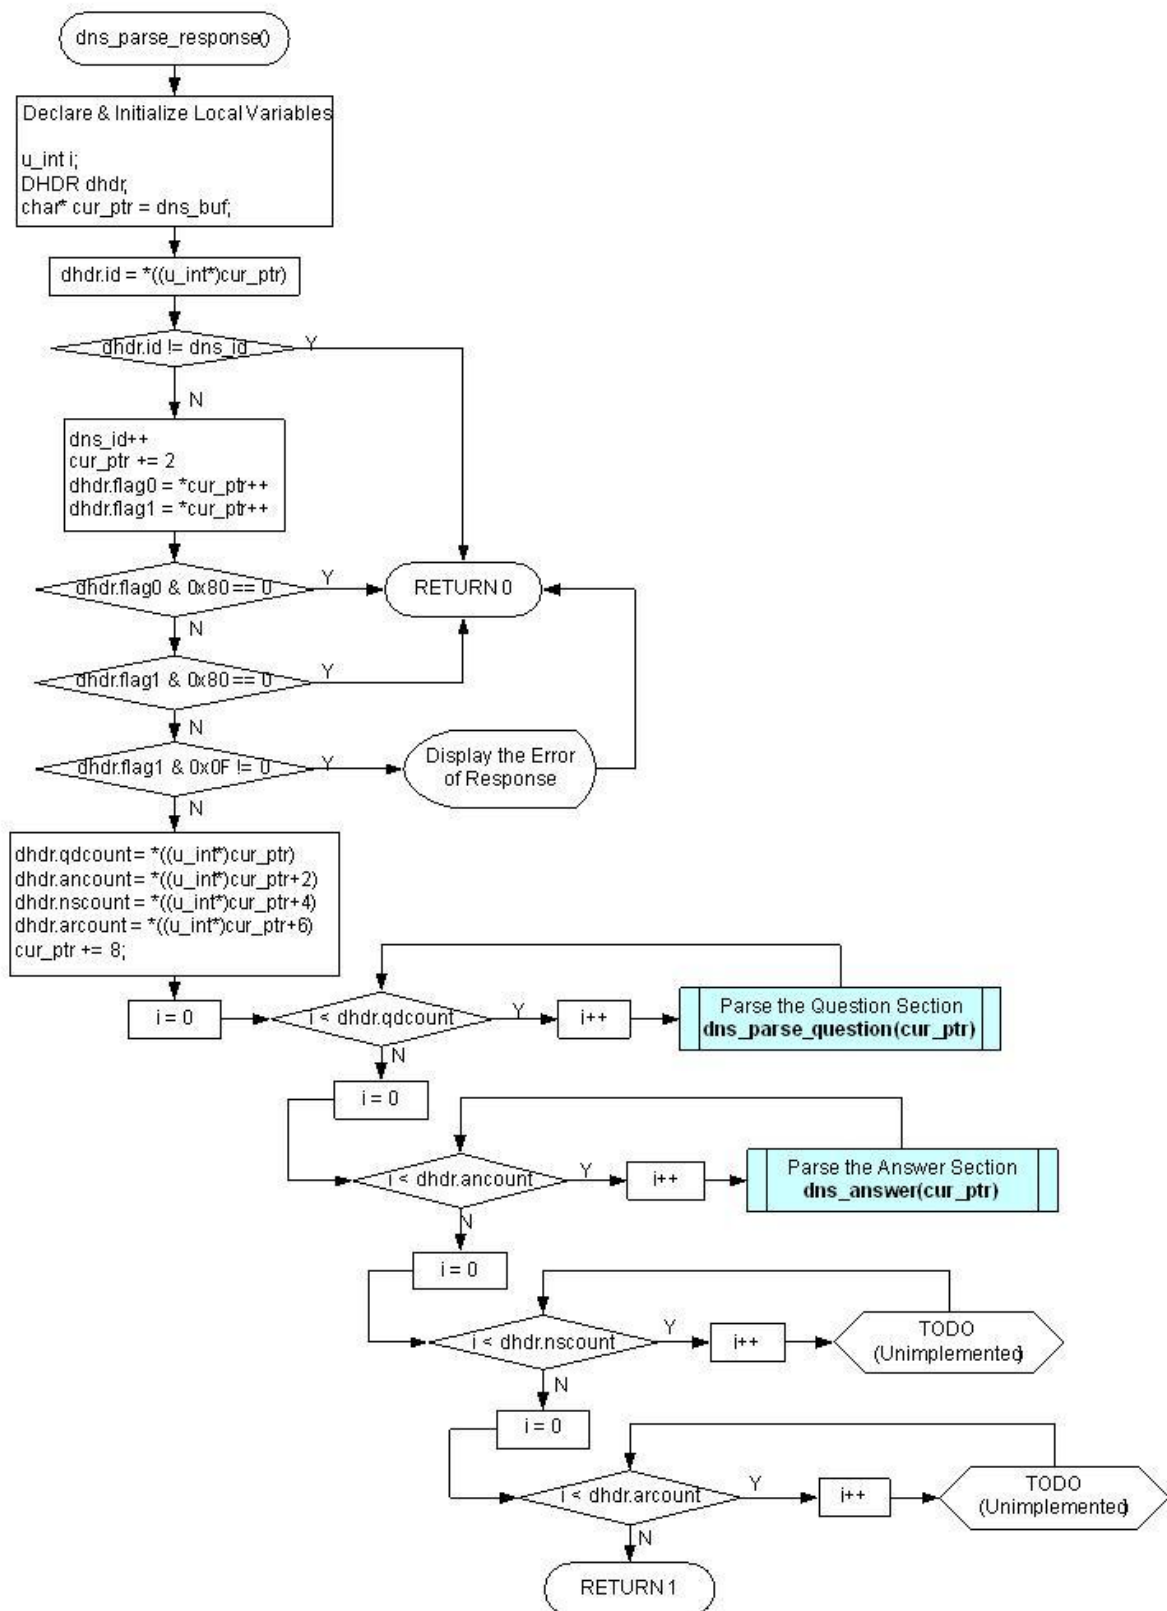 dns_parse_response()
Declare & Initialize Local Variables
u_int i;
DHDR dhdr;
char* cur_ptr = dns_buf;
dhdr.id = *((u_int*)cur_ptr)
dhdr.id != dns_id
Y
N
dns_id++
cur_ptr += 2
dhdr.flag0 = *cur_ptr++
dhdr.flag1 = *cur_ptr++
dhdr.flag0 & 0x80 == 0
Y
RETURN 0
N
dhdr.flag1 & 0x80 == 0
Y
N
dhdr.flag1 & 0x0F != 0
Y
Display the Error
of Response
N
dhdr.qdcount = *((u_int*)cur_ptr)
dhdr.ancount = *((u_int*)cur_ptr+2)
dhdr.nscount = *((u_int*)cur_ptr+4)
dhdr.arcount = *((u_int*)cur_ptr+6)
cur_ptr += 8;
i = 0
i < dhdr.qdcount
Y
i++
Parse the Question Section
dns_parse_question(cur_ptr)
N
i = 0
i < dhdr.ancount
Y
i++
Parse the Answer Section
dns_answer(cur_ptr)
N
i = 0
i < dhdr.nscount
Y
i++
TODO
(Unimplemented)
N
i = 0
i < dhdr.arcount
Y
i++
TODO
(Unimplemented)
N
RETURN 1